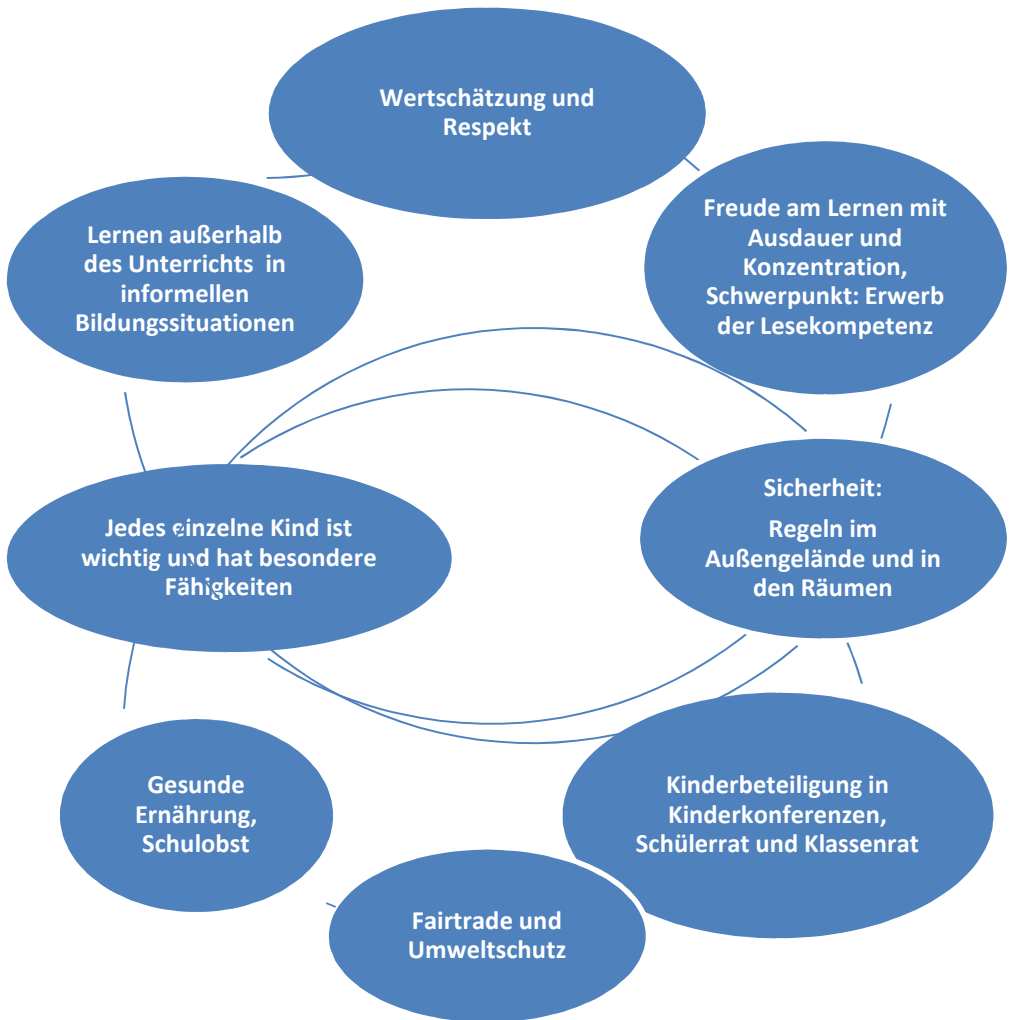 Wertschätzung und
Respekt
Freude am Lernen mit
Ausdauer und
Konzentration,
Schwerpunkt: Erwerb
der Lesekompetenz
Sicherheit:
Regeln im
Außengelände und in
den Räumen
Kinderbeteiligung in
Kinderkonferenzen,
Schülerrat und Klassenrat
Fairtrade und
Umweltschutz
Gesunde
Ernährung,
Schulobst
Jedes einzelne Kind ist
wichtig und hat besondere
Fähigkeiten
Lernen außerhalb
des Unterrichts in
informellen
Bildungssituationen